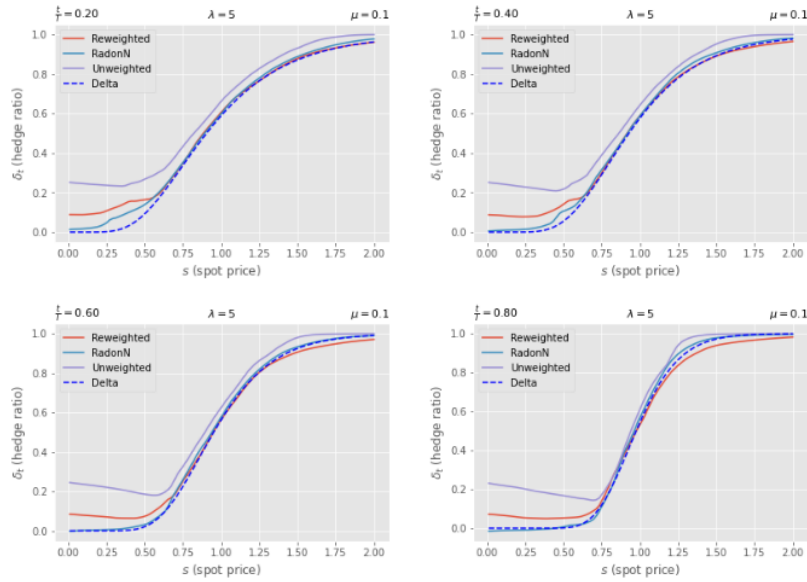 t/T = 0.20 λ = 5 μ = 0.1
Reweighted
RadonN
Unweighted
Delta
1.0
0.8
0.6
0.4
0.2
0.0
δt (hedge ratio)
0.00 0.25 0.50 0.75 1.00 1.25 1.50 1.75 2.00
s (spot price)
t/T = 0.40 λ = 5 μ = 0.1
Reweighted
RadonN
Unweighted
Delta
1.0
0.8
0.6
0.4
0.2
0.0
δt (hedge ratio)
0.00 0.25 0.50 0.75 1.00 1.25 1.50 1.75 2.00
s (spot price)
t/T = 0.60 λ = 5 μ = 0.1
Reweighted
RadonN
Unweighted
Delta
1.0
0.8
0.6
0.4
0.2
0.0
δt (hedge ratio)
0.00 0.25 0.50 0.75 1.00 1.25 1.50 1.75 2.00
s (spot price)
t/T = 0.80 λ = 5 μ = 0.1
Reweighted
RadonN
Unweighted
Delta
1.0
0.8
0.6
0.4
0.2
0.0
δt (hedge ratio)
0.00 0.25 0.50 0.75 1.00 1.25 1.50 1.75 2.00
s (spot price)